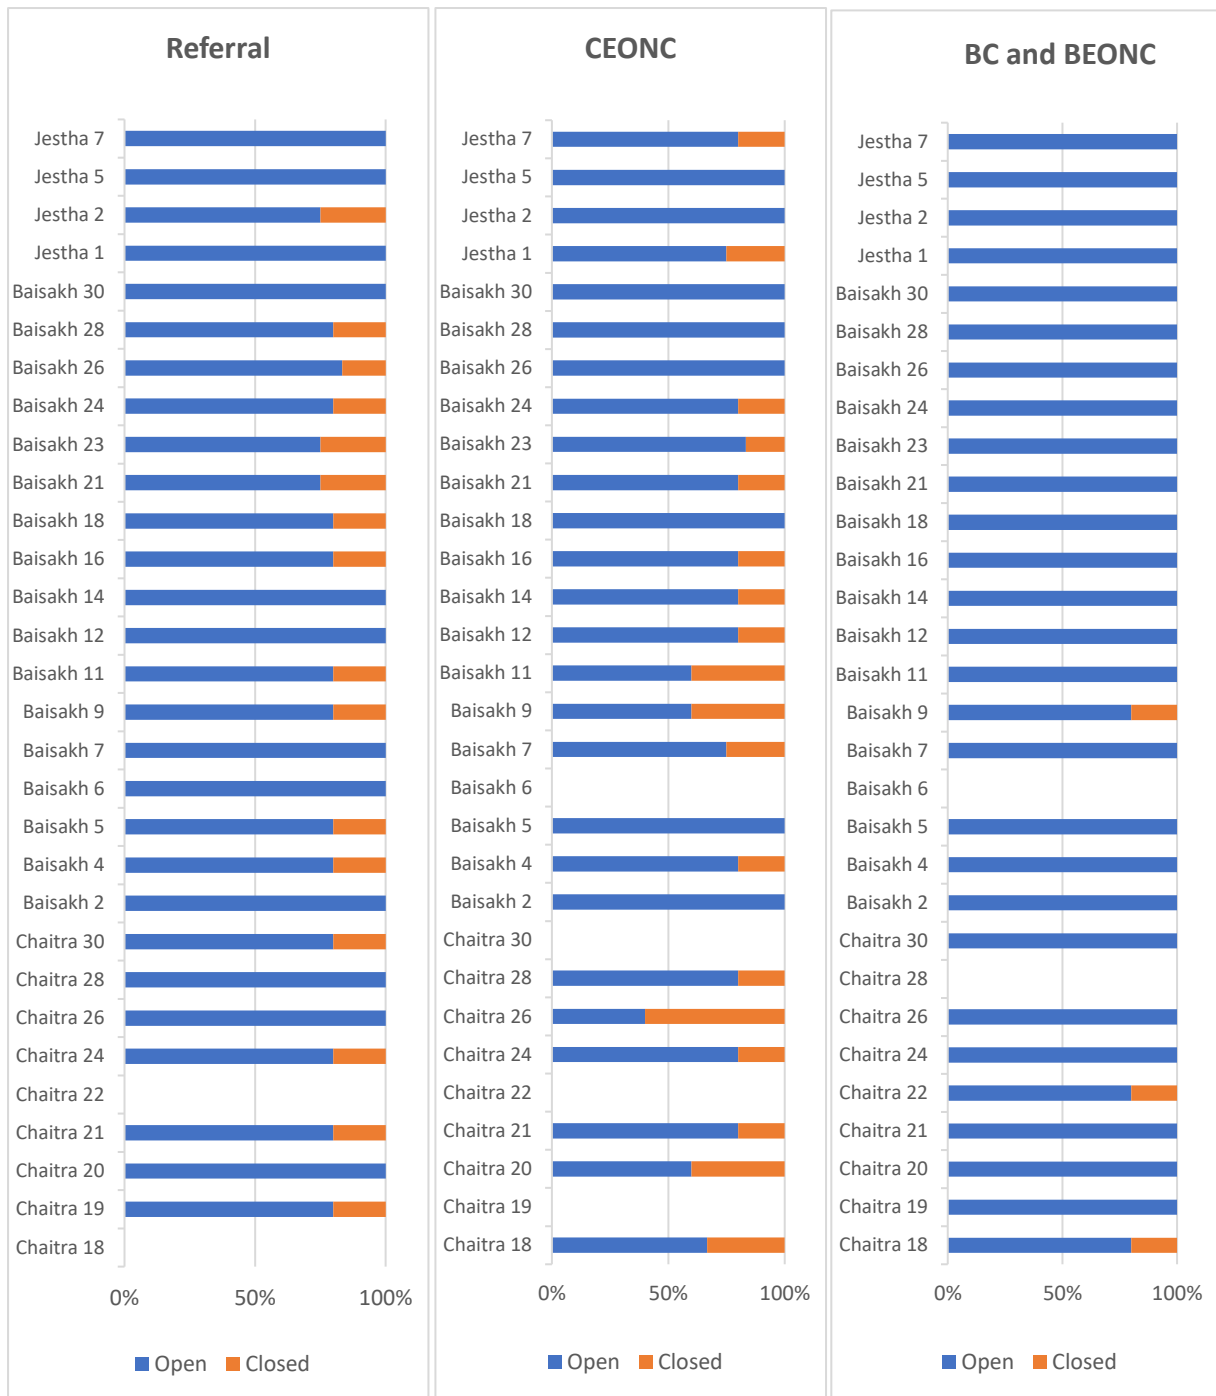 Referral
Jestha 7
Jestha 5
Jestha 2
Jestha 1
Baisakh 30
Baisakh 28
Baisakh 26
Baisakh 24
Baisakh 23
Baisakh 21
Baisakh 18
Baisakh 16
Baisakh 14
Baisakh 12
Baisakh 11
Baisakh 9
Baisakh 7
Baisakh 6
Baisakh 5
Baisakh 4
Baisakh 2
Chaitra 30
Chaitra 28
Chaitra 26
Chaitra 24
Chaitra 22
Chaitra 21
Chaitra 20
Chaitra 19
Chaitra 18
0% 50% 100%
Open Closed
CEONC
Jestha 7
Jestha 5
Jestha 2
Jestha 1
Baisakh 30
Baisakh 28
Baisakh 26
Baisakh 24
Baisakh 23
Baisakh 21
Baisakh 18
Baisakh 16
Baisakh 14
Baisakh 12
Baisakh 11
Baisakh 9
Baisakh 7
Baisakh 6
Baisakh 5
Baisakh 4
Baisakh 2
Chaitra 30
Chaitra 28
Chaitra 26
Chaitra 24
Chaitra 22
Chaitra 21
Chaitra 20
Chaitra 19
Chaitra 18
0% 50% 100%
Open Closed
BC and BEONC
Jestha 7
Jestha 5
Jestha 2
Jestha 1
Baisakh 30
Baisakh 28
Baisakh 26
Baisakh 24
Baisakh 23
Baisakh 21
Baisakh 18
Baisakh 16
Baisakh 14
Baisakh 12
Baisakh 11
Baisakh 9
Baisakh 7
Baisakh 6
Baisakh 5
Baisakh 4
Baisakh 2
Chaitra 30
Chaitra 28
Chaitra 26
Chaitra 24
Chaitra 22
Chaitra 21
Chaitra 20
Chaitra 19
Chaitra 18
0% 50% 100%
Open Closed